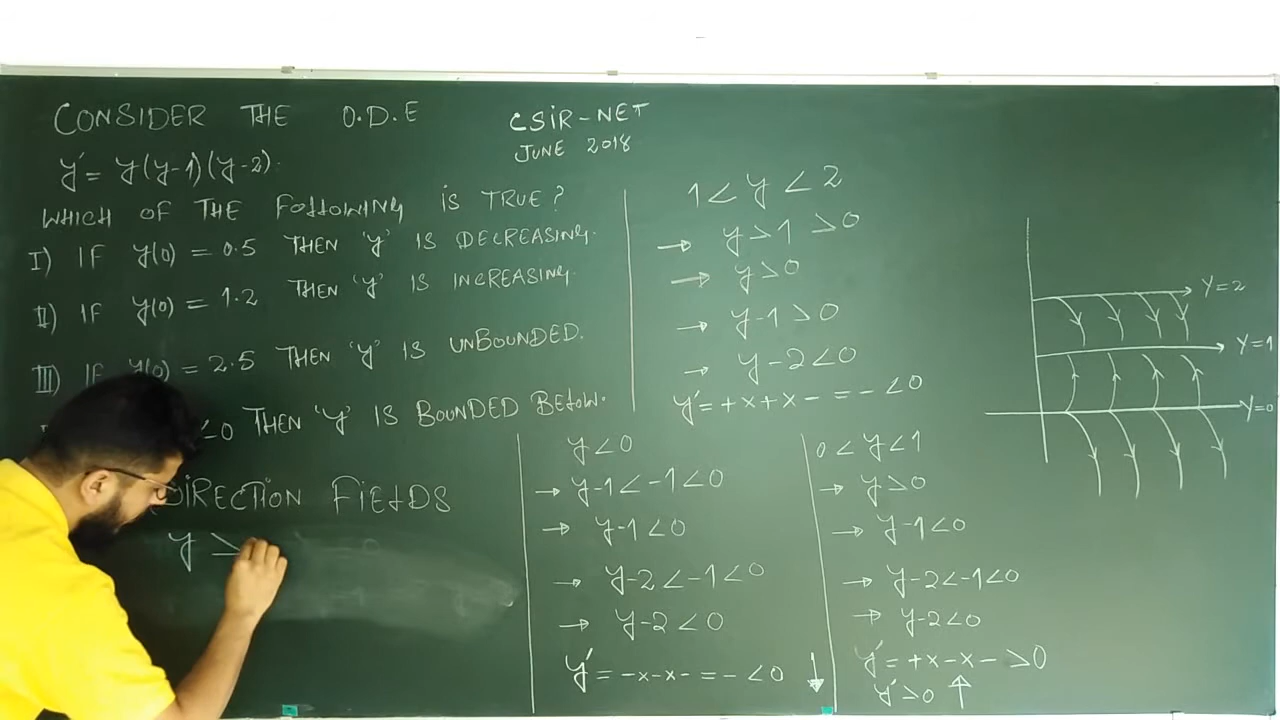 CONSIDER THE O.D.E
CSIR-NET
JUNE 2018
y' = y(y-1)(y-2).
WHICH OF THE FOLLOWING IS TRUE?
I) IF y(0) = 0.5 THEN 'y' IS DECREASING.
II) IF y(0) = 1.2 THEN 'y' IS INCREASING.
III) IF y(0) = 2.5 THEN 'y' IS UNBOUNDED.
<0 THEN 'y' IS BOUNDED BELOW.
DIRECTION FIELDS
y >
1 < y < 2
→ y > 1 > 0
→ y > 0
→ y-1 > 0
→ y-2 < 0
y' = + x + x - = - < 0
y < 0
→ y-1 < -1 < 0
→ y-1 < 0
→ y-2 < -1 < 0
→ y-2 < 0
y' = - x - x - = - < 0 ↓
0 < y < 1
→ y > 0
→ y-1 < 0
→ y-2 < -1 < 0
→ y-2 < 0
y' = + x - x - > 0
y' > 0 ↑
y=2
y=1
y=0